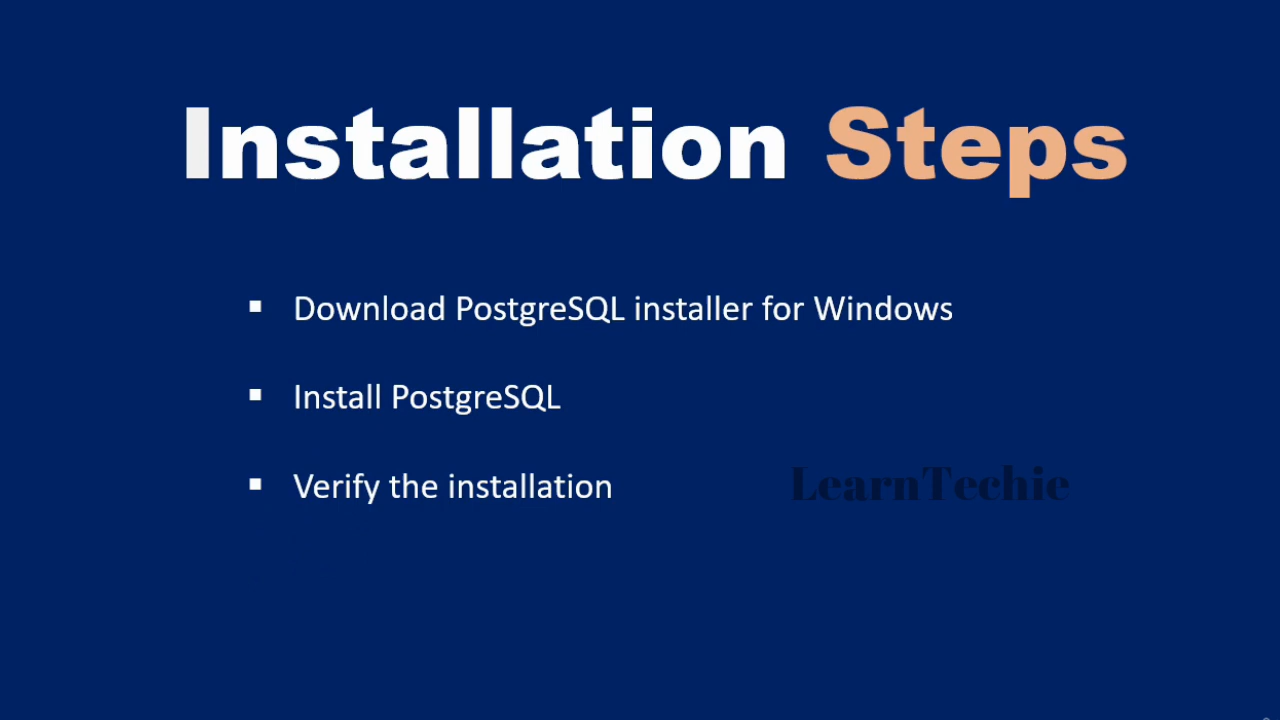 Installation Steps
▪ Download PostgreSQL installer for Windows
▪ Install PostgreSQL
▪ Verify the installation
LearnTechie